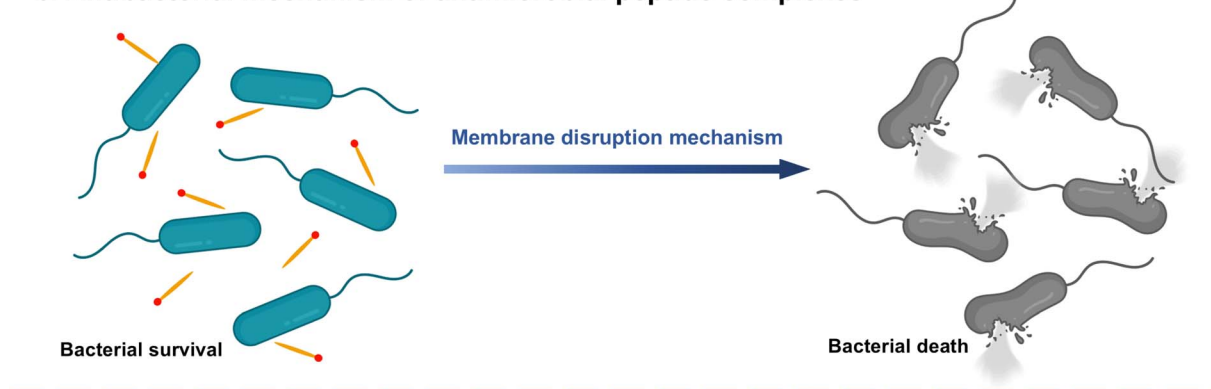 Membrane disruption mechanism
Bacterial survival
Bacterial death